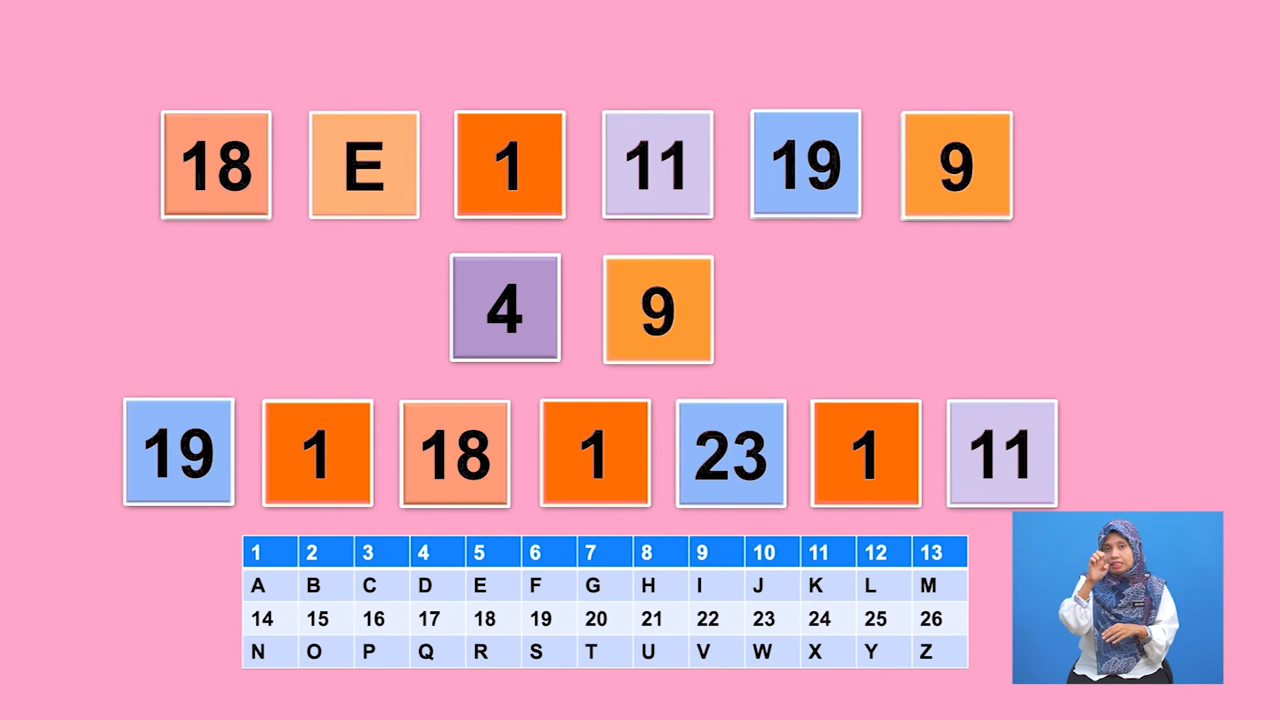 18 E 1 11 19 9
4 9
19 1 18 1 23 1 11
1 2 3 4 5 6 7 8 9 10 11 12 13
A B C D E F G H I J K L M
14 15 16 17 18 19 20 21 22 23 24 25 26
N O P Q R S T U V W X Y Z